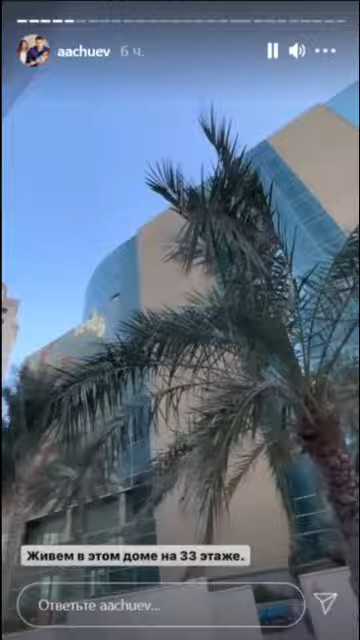 aachuev 6 ч.
Живем в этом доме на 33 этаже.
Ответьте aachuev...